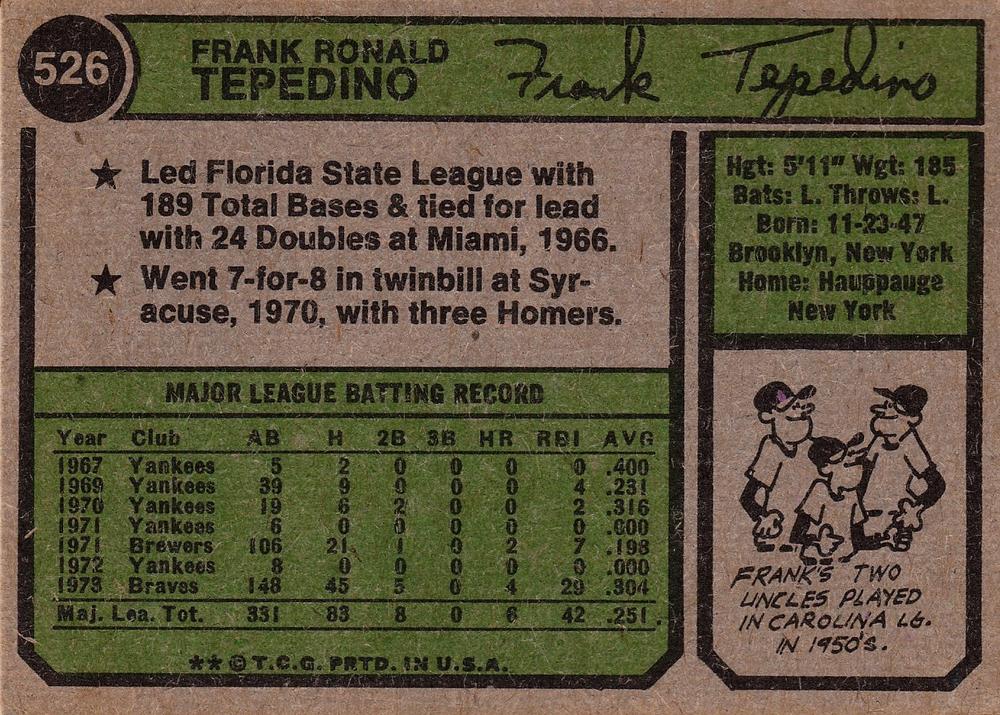 526
FRANK RONALD
TEPEDINO
Frank Tepedino
★ Led Florida State League with
189 Total Bases & tied for lead
with 24 Doubles at Miami, 1966.
★ Went 7-for-8 in twinbill at Syr-
acuse, 1970, with three Homers.
Hgt: 5'11" Wgt: 185
Bats: L. Throws: L.
Born: 11-23-47
Brooklyn, New York
Home: Hauppauge
New York
MAJOR LEAGUE BATTING RECORD
Year Club AB H 2B 3B HR RBI AVG
1967 Yankees 5 2 0 0 0 0 .400
1969 Yankees 39 9 0 0 0 4 .231
1970 Yankees 19 6 2 0 0 2 .316
1971 Yankees 6 0 0 0 0 0 .000
1971 Brewers 106 21 1 0 2 7 .198
1972 Yankees 8 0 0 0 0 0 .000
1973 Braves 148 45 5 0 4 29 .304
Maj. Lea. Tot. 331 83 8 0 6 42 .251.
** © T.C.G. PRTD. IN U.S.A.
FRANK'S TWO
UNCLES PLAYED
IN CAROLINA LG.
IN 1950'S.